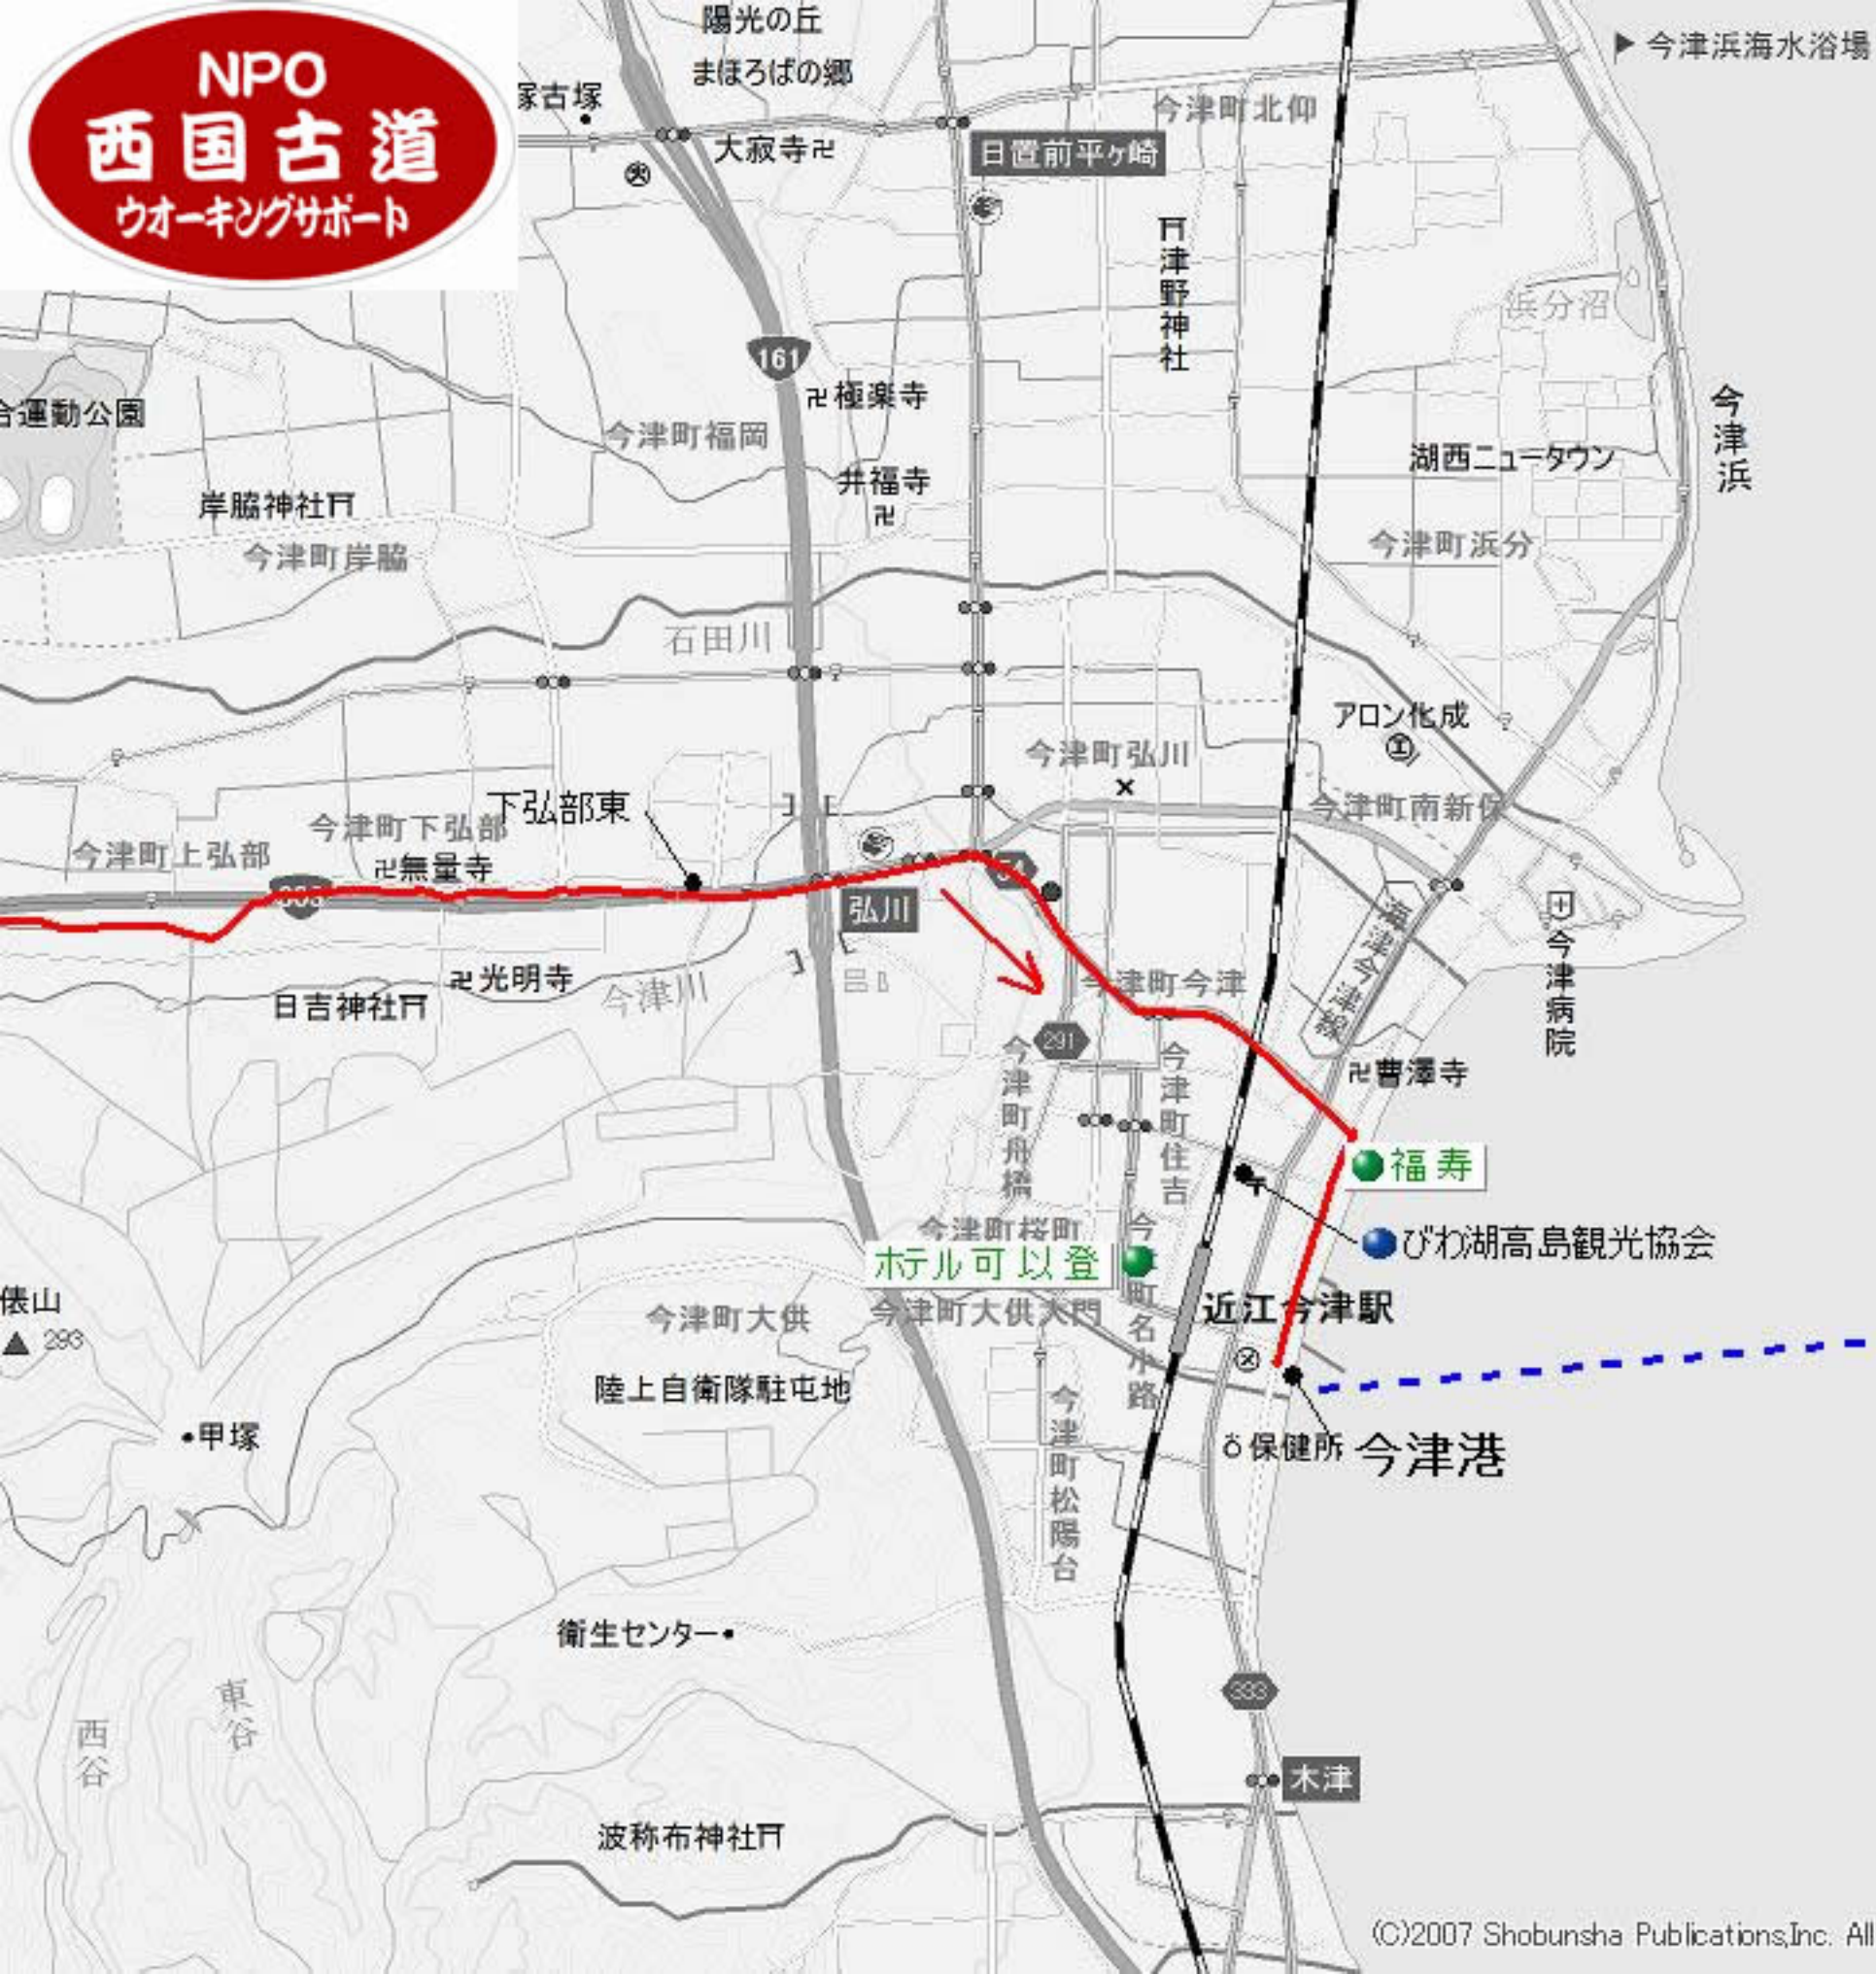 NPO
西国古道
ウオーキングサポート
陽光の丘
まほろばの郷
塚古塚
大寂寺
今津町北仰
今津浜海水浴場
日置前平ヶ崎
津野神社
浜分沼
161
極楽寺
合運動公園
今津町福岡
今津浜
湖西ニュータウン
井福寺
岸脇神社
今津町岸脇
今津町浜分
石田川
アロン化成
今津町弘川
下弘部東
今津町南新保
今津町下弘部
今津町上弘部
無量寺
303
54
弘川
海津今津線
今津病院
光明寺
今津川
日吉神社
今津町今津
291
今津町舟橋
今津町住吉
曹澤寺
福寿
今津町桜町
びわ湖高島観光協会
ホテル可以登
今津町名小路
近江今津駅
俵山
293
今津町大供
今津町大供大門
陸上自衛隊駐屯地
今津町松陽台
甲塚
保健所
今津港
衛生センター
東谷
西谷
333
木津
波称布神社
(C)2007 Shobunsha Publications,Inc. All